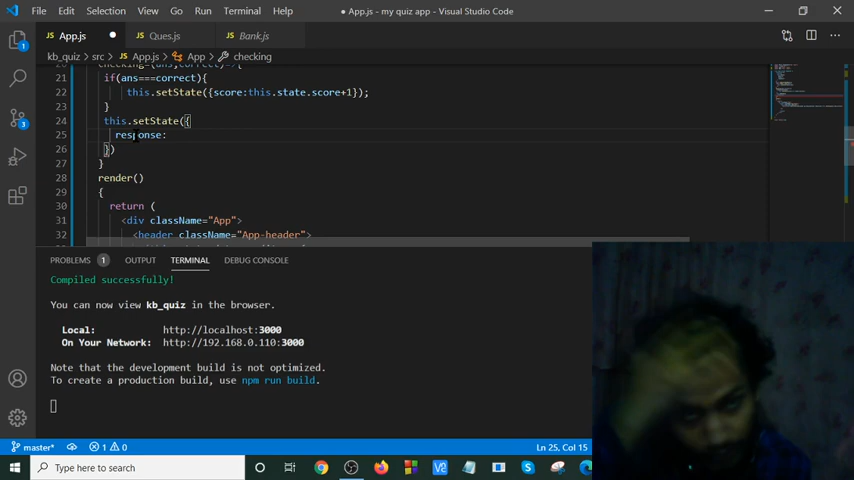 File Edit Selection View Go Run Terminal Help
● App.js - my quiz app - Visual Studio Code
App.js ● Ques.js Bank.js
kb_quiz > src > App.js > App > checking
20 checking=(ans,correct)=>{
21 if(ans===correct){
22 this.setState({score:this.state.score+1});
23 }
24 this.setState({
25 response:
26 })
27 }
28 render()
29 {
30 return (
31 <div className="App">
32 <header className="App-header">
PROBLEMS 1 OUTPUT TERMINAL DEBUG CONSOLE
Compiled successfully!
You can now view kb_quiz in the browser.
Local: http://localhost:3000
On Your Network: http://192.168.0.110:3000
Note that the development build is not optimized.
To create a production build, use npm run build.
master* 1 0 Ln 25, Col 15
Type here to search